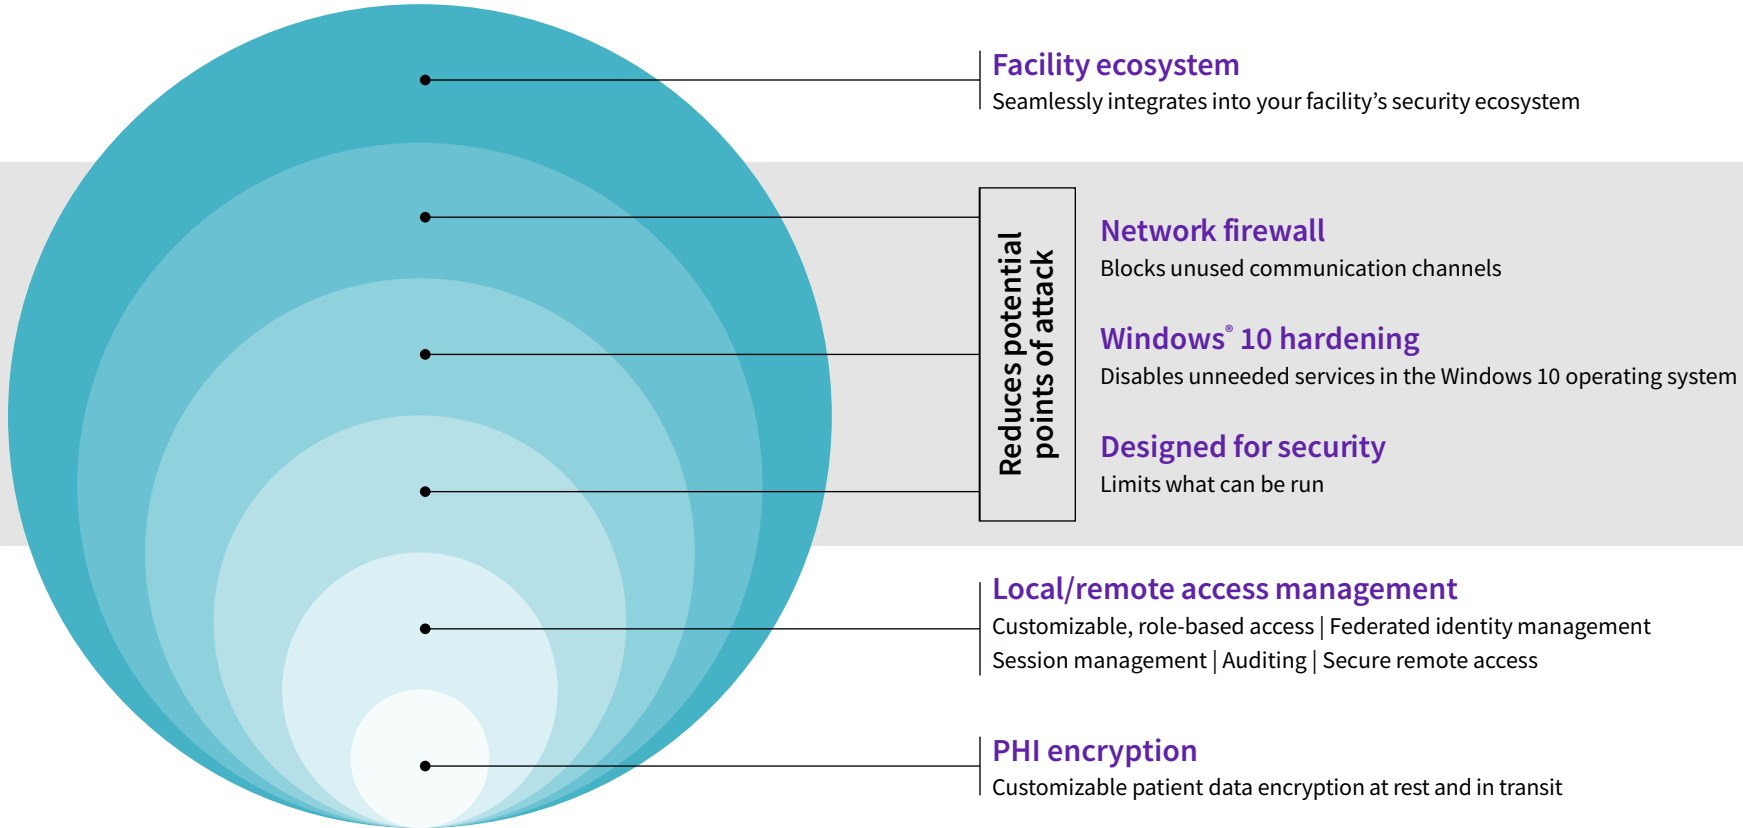 Facility ecosystem
Seamlessly integrates into your facility’s security ecosystem
Reduces potential
points of attack
Network firewall
Blocks unused communication channels
Windows® 10 hardening
Disables unneeded services in the Windows 10 operating system
Designed for security
Limits what can be run
Local/remote access management
Customizable, role-based access | Federated identity management
Session management | Auditing | Secure remote access
PHI encryption
Customizable patient data encryption at rest and in transit